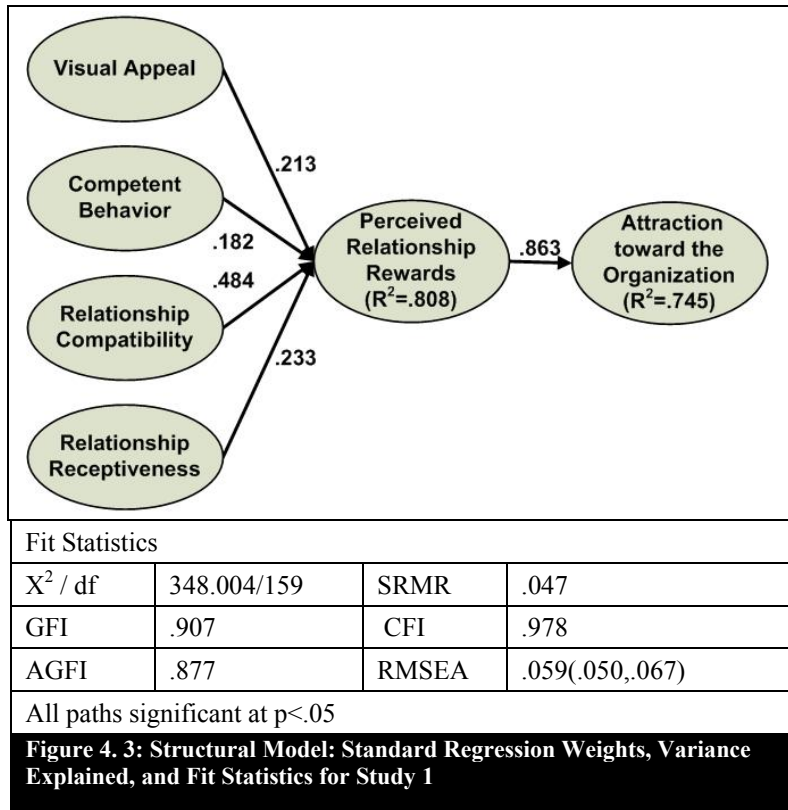 Visual Appeal
.213
Competent
Behavior
.182
Perceived
Relationship
Rewards
(R²=.808)
.863
Attraction
toward the
Organization
(R²=.745)
.484
Relationship
Compatibility
.233
Relationship
Receptiveness
Fit Statistics
X² / df 348.004/159 SRMR .047
GFI .907 CFI .978
AGFI .877 RMSEA .059(.050,.067)
All paths significant at p<.05
Figure 4. 3: Structural Model: Standard Regression Weights, Variance
Explained, and Fit Statistics for Study 1